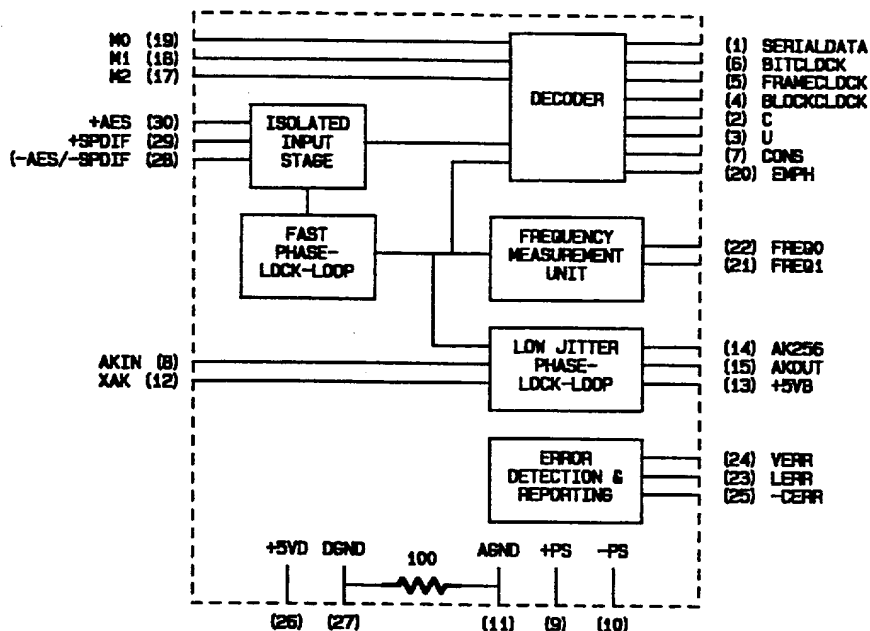 M0 (19)
M1 (18)
M2 (17)
DECODER
(1) SERIALDATA
(6) BITCLOCK
(5) FRAMECLOCK
(4) BLOCKCLOCK
(2) C
(3) U
(7) CONS
(20) EMPH
+AES (30)
+SPDIF (29)
(-AES/-SPDIF (28)
ISOLATED
INPUT
STAGE
FAST
PHASE-
LOCK-LOOP
FREQUENCY
MEASUREMENT
UNIT
(22) FREQ0
(21) FREQ1
AKIN (8)
XAK (12)
LOW JITTER
PHASE-
LOCK-LOOP
(14) AK256
(15) AKOUT
(13) +5VB
ERROR
DETECTION &
REPORTING
(24) VERR
(23) LERR
(25) -CERR
+5VD DGND 100 AGND +PS -PS
(26) (27) (11) (9) (10)